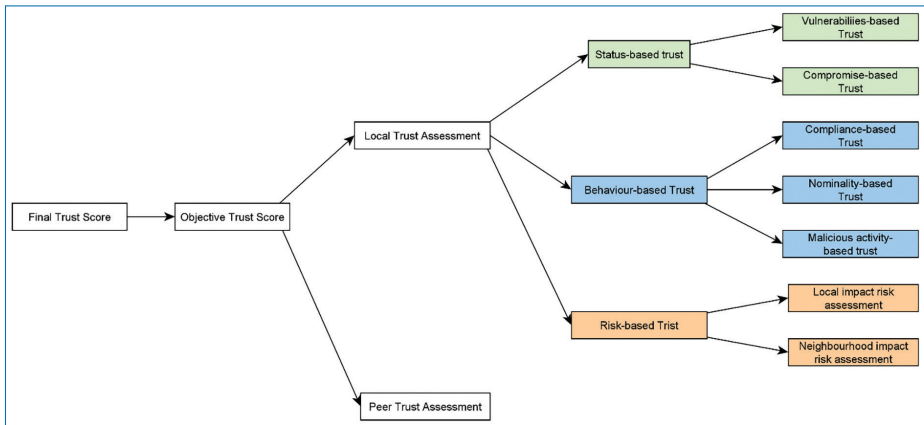 Vulnerabiliies-based
Trust
Status-based trust
Compromise-based
Trust
Local Trust Assessment
Compliance-based
Trust
Behaviour-based Trust
Nominality-based
Trust
Final Trust Score
Objective Trust Score
Malicious activity-
based trust
Local impact risk
assessment
Risk-based Trist
Neighbourhood impact
risk assessment
Peer Trust Assessment